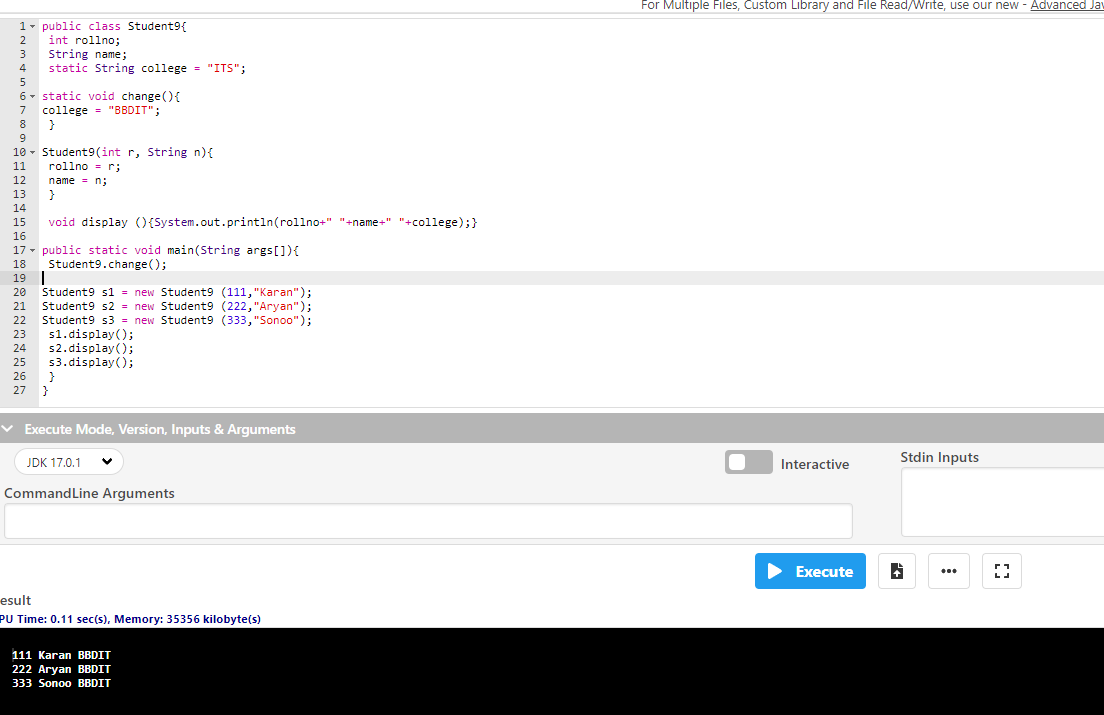 For Multiple Files, Custom Library and File Read/Write, use our new - Advanced Jav
1 public class Student9{
2 int rollno;
3 String name;
4 static String college = "ITS";
5
6 static void change(){
7 college = "BBDIT";
8 }
9
10 Student9(int r, String n){
11 rollno = r;
12 name = n;
13 }
14
15 void display (){System.out.println(rollno+" "+name+" "+college);}
16
17 public static void main(String args[]){
18 Student9.change();
19
20 Student9 s1 = new Student9 (111,"Karan");
21 Student9 s2 = new Student9 (222,"Aryan");
22 Student9 s3 = new Student9 (333,"Sonoo");
23 s1.display();
24 s2.display();
25 s3.display();
26 }
27 }
Execute Mode, Version, Inputs & Arguments
JDK 17.0.1
Interactive
Stdin Inputs
CommandLine Arguments
Execute
esult
PU Time: 0.11 sec(s), Memory: 35356 kilobyte(s)
111 Karan BBDIT
222 Aryan BBDIT
333 Sonoo BBDIT